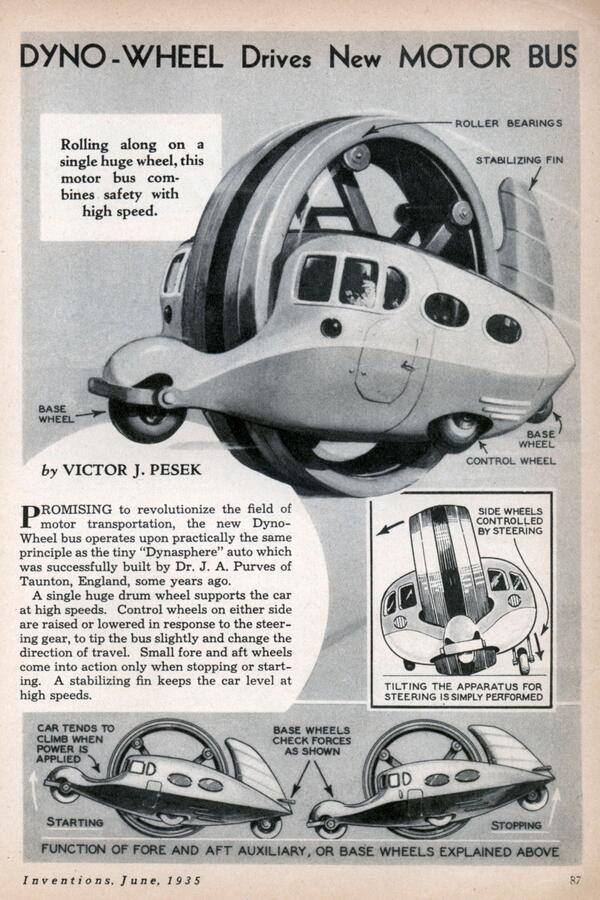 DYNO-WHEEL Drives New MOTOR BUS
Rolling along on a
single huge wheel, this
motor bus com-
bines safety with
high speed.
ROLLER BEARINGS
STABILIZING FIN
BASE
WHEEL
BASE
WHEEL
CONTROL WHEEL
by VICTOR J. PESEK
PROMISING to revolutionize the field of
motor transportation, the new Dyno-
Wheel bus operates upon practically the same
principle as the tiny “Dynasphere” auto which
was successfully built by Dr. J. A. Purves of
Taunton, England, some years ago.
A single huge drum wheel supports the car
at high speeds. Control wheels on either side
are raised or lowered in response to the steer-
ing gear, to tip the bus slightly and change the
direction of travel. Small fore and aft wheels
come into action only when stopping or start-
ing. A stabilizing fin keeps the car level at
high speeds.
SIDE WHEELS
CONTROLLED
BY STEERING
TILTING THE APPARATUS FOR
STEERING IS SIMPLY PERFORMED
CAR TENDS TO
CLIMB WHEN
POWER IS
APPLIED
BASE WHEELS
CHECK FORCES
AS SHOWN
STARTING
STOPPING
FUNCTION OF FORE AND AFT AUXILIARY, OR BASE WHEELS EXPLAINED ABOVE
Inventions, June, 1935
87